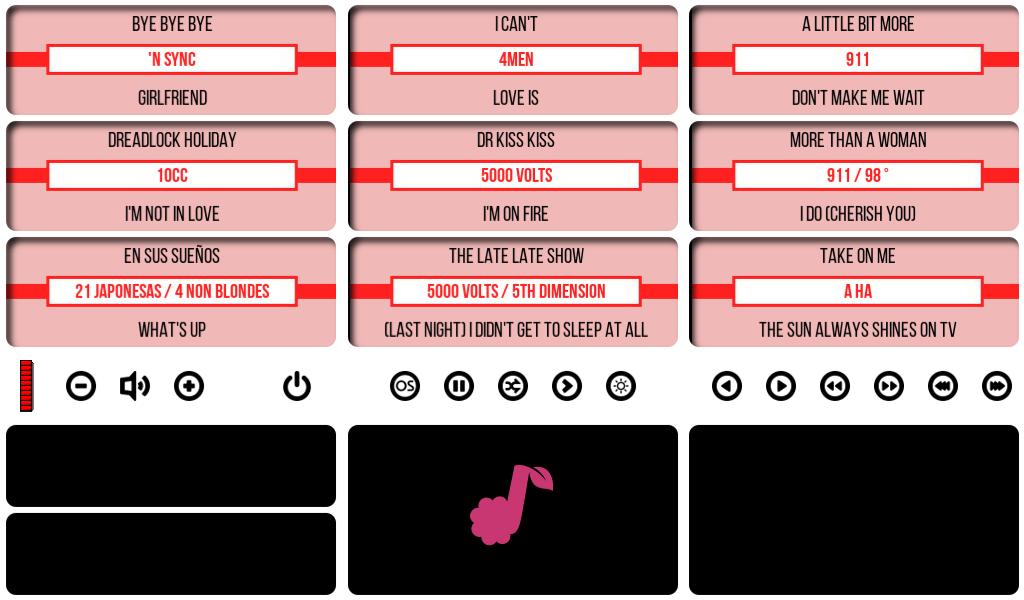 BYE BYE BYE
'N SYNC
GIRLFRIEND
I CAN'T
4MEN
LOVE IS
A LITTLE BIT MORE
911
DON'T MAKE ME WAIT
DREADLOCK HOLIDAY
10CC
I'M NOT IN LOVE
DR KISS KISS
5000 VOLTS
I'M ON FIRE
MORE THAN A WOMAN
911 / 98°
I DO (CHERISH YOU)
EN SUS SUEÑOS
21 JAPONESAS / 4 NON BLONDES
WHAT'S UP
THE LATE LATE SHOW
5000 VOLTS / 5TH DIMENSION
(LAST NIGHT) I DIDN'T GET TO SLEEP AT ALL
TAKE ON ME
A HA
THE SUN ALWAYS SHINES ON TV
OS